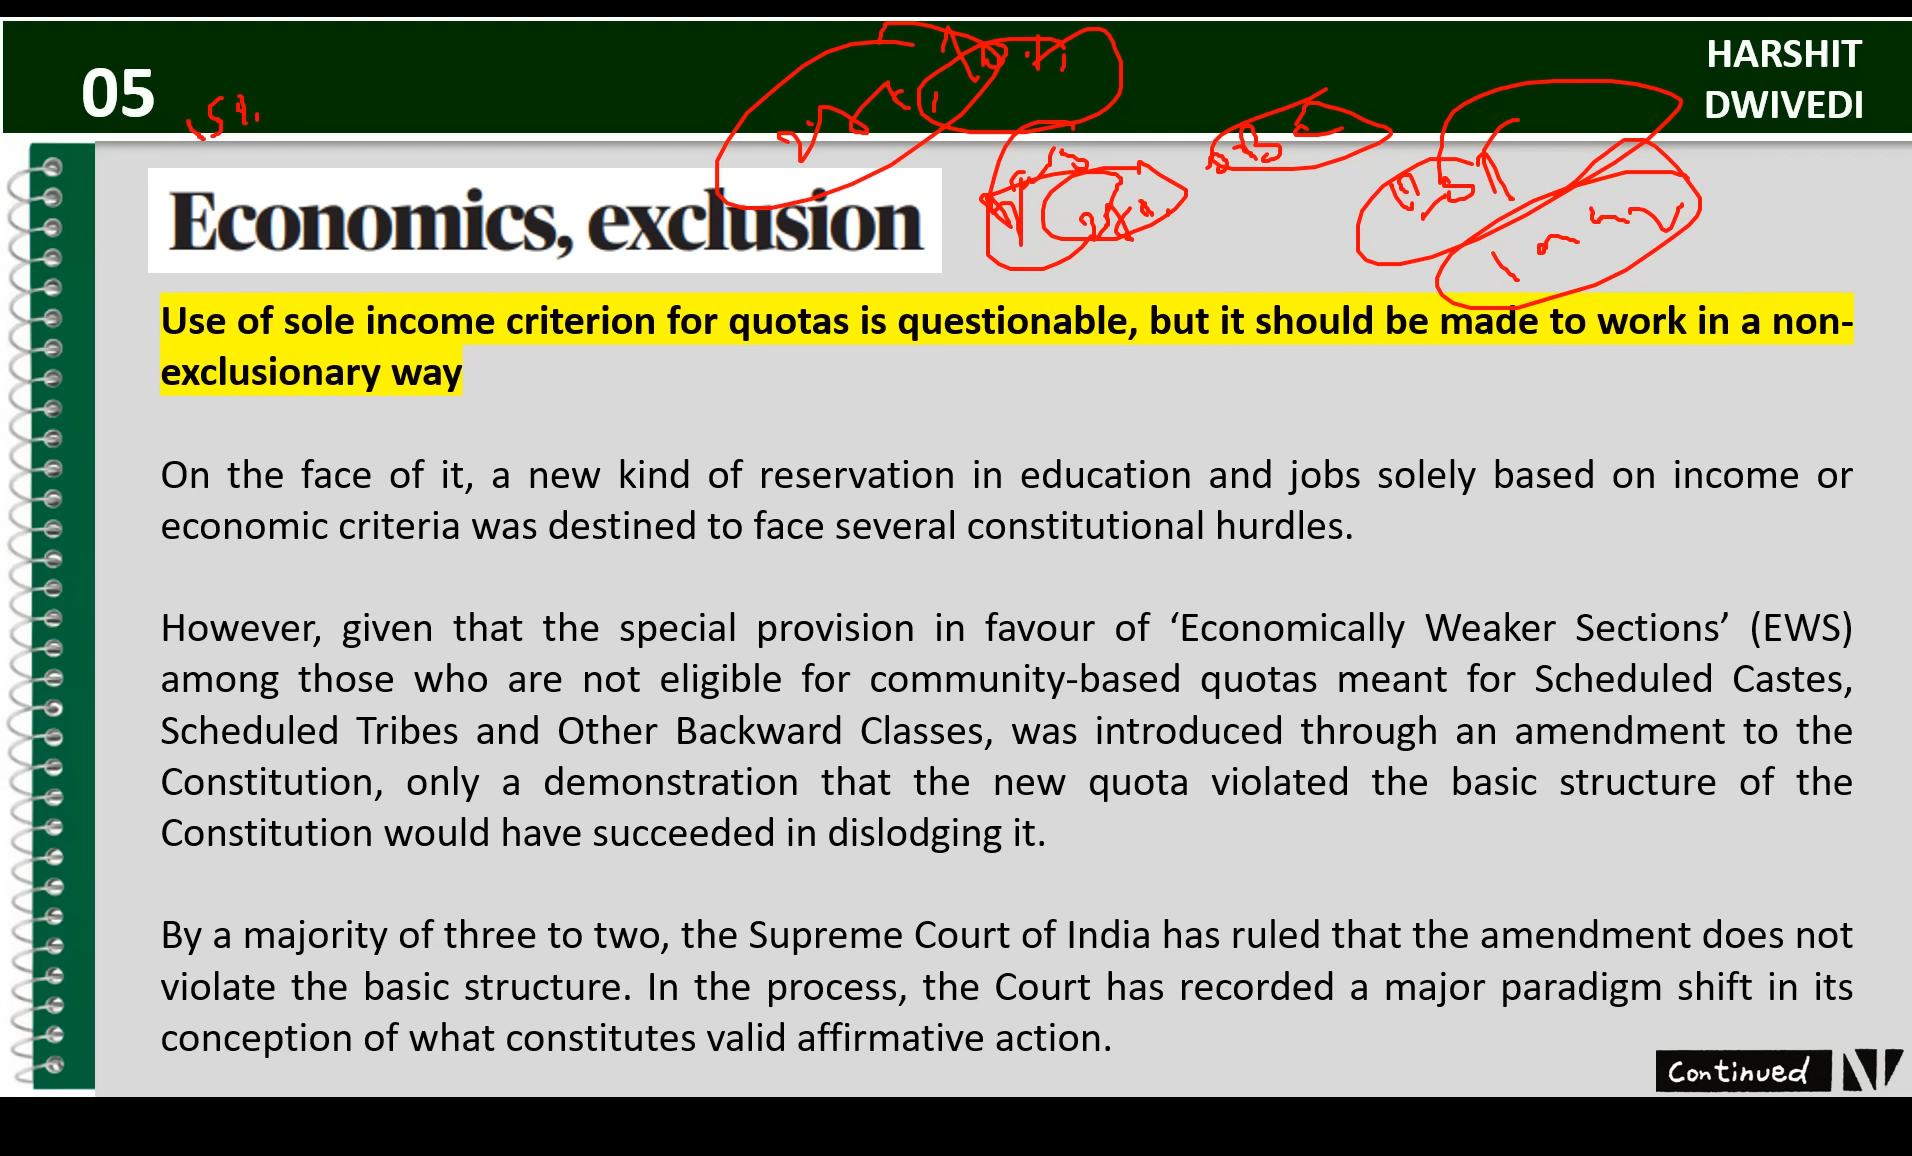 05
HARSHIT
DWIVEDI
Economics, exclusion
Use of sole income criterion for quotas is questionable, but it should be made to work in a non-
exclusionary way
On the face of it, a new kind of reservation in education and jobs solely based on income or
economic criteria was destined to face several constitutional hurdles.
However, given that the special provision in favour of ‘Economically Weaker Sections’ (EWS)
among those who are not eligible for community-based quotas meant for Scheduled Castes,
Scheduled Tribes and Other Backward Classes, was introduced through an amendment to the
Constitution, only a demonstration that the new quota violated the basic structure of the
Constitution would have succeeded in dislodging it.
By a majority of three to two, the Supreme Court of India has ruled that the amendment does not
violate the basic structure. In the process, the Court has recorded a major paradigm shift in its
conception of what constitutes valid affirmative action.
Continued